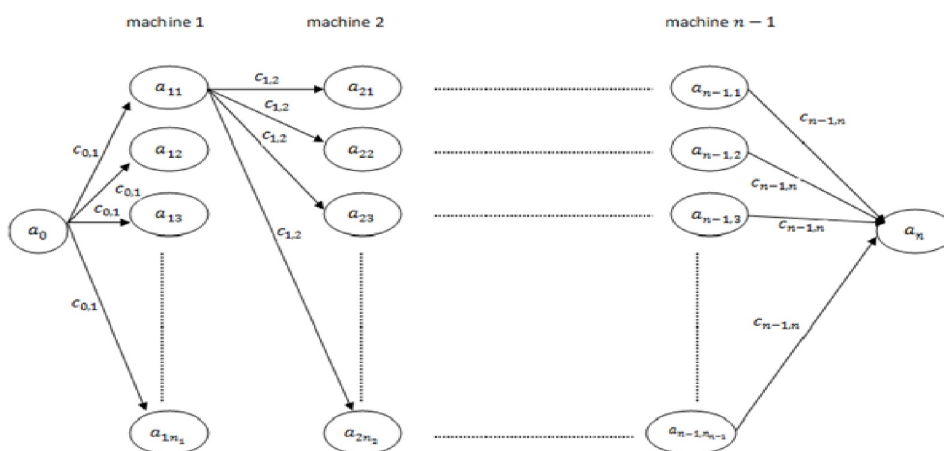 machine 1 machine 2 machine n − 1
a₁₁ c₁,₂ a₂₁ aₙ₋₁,₁
c₁,₂
c₁,₂ cₙ₋₁,ₙ
c₀,₁ a₁₂ a₂₂ aₙ₋₁,₂
cₙ₋₁,ₙ
c₀,₁
c₀,₁ a₁₃ a₂₃ aₙ₋₁,₃
a₀ c₁,₂ cₙ₋₁,ₙ aₙ
c₀,₁
cₙ₋₁,ₙ
a₁ₙ₁ a₂ₙ₂ aₙ₋₁,ₙₙ₋₁